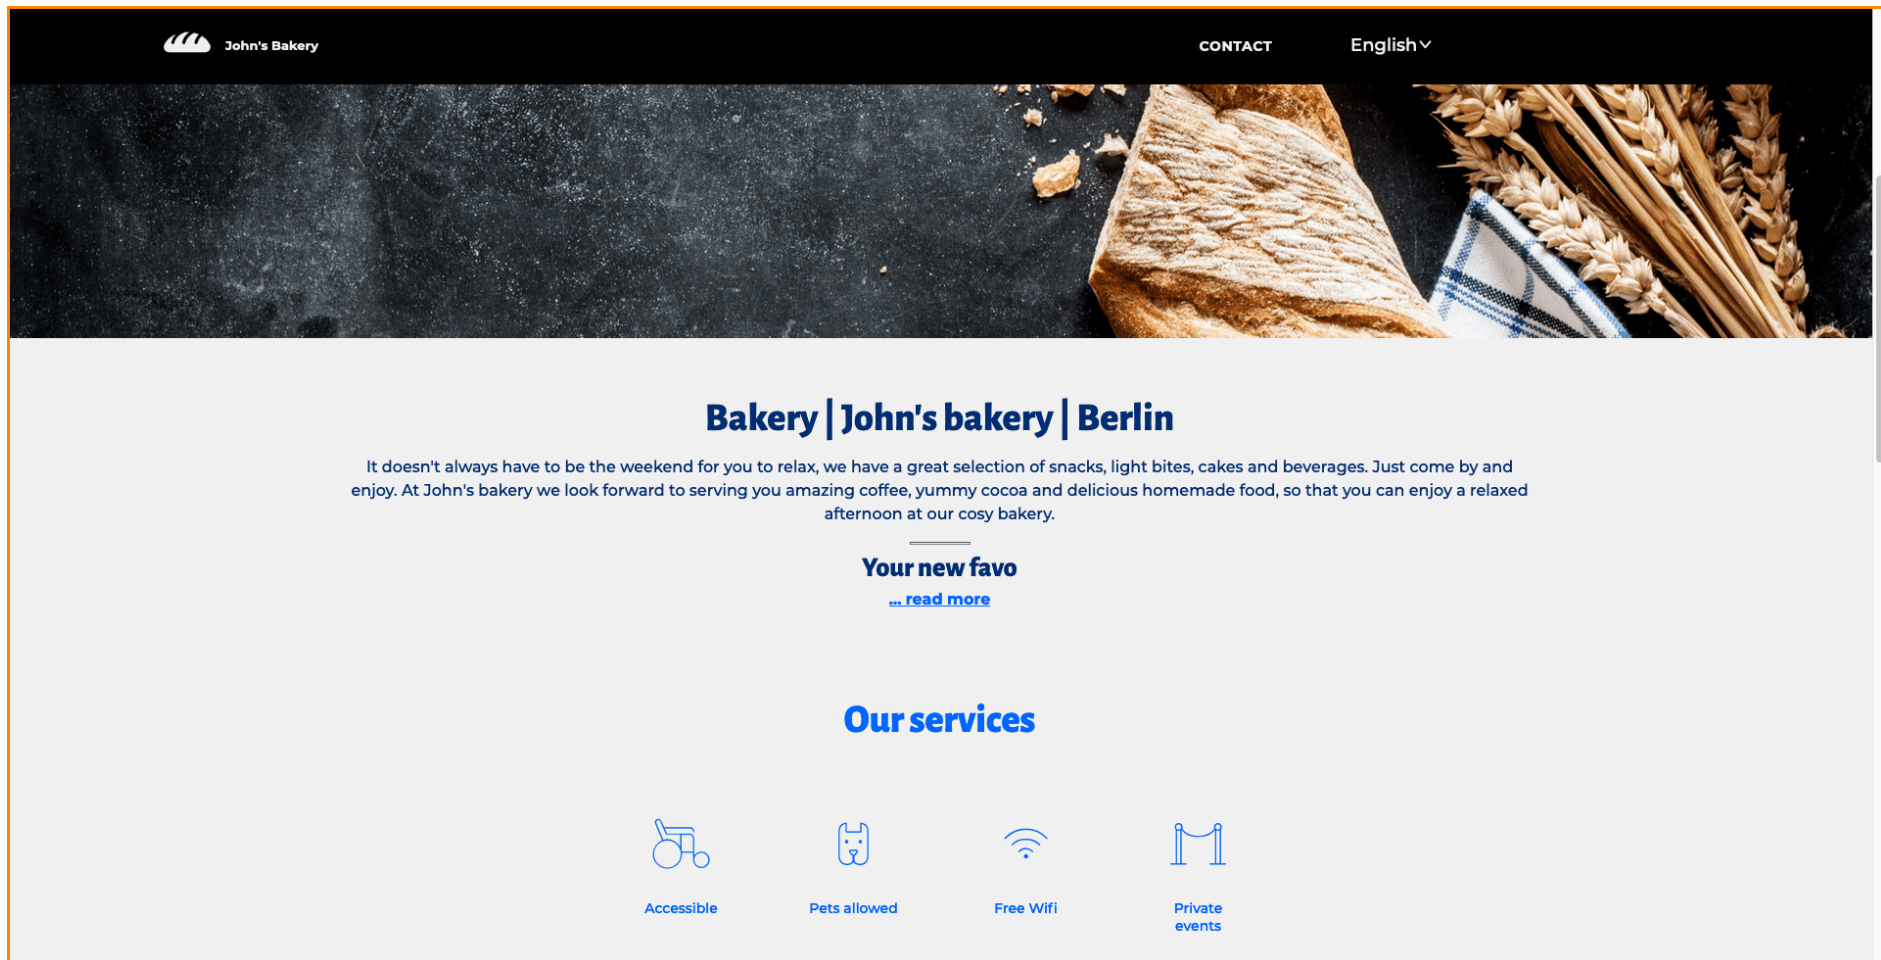 John's Bakery
CONTACT
English
Bakery | John's bakery | Berlin
It doesn't always have to be the weekend for you to relax, we have a great selection of snacks, light bites, cakes and beverages. Just come by and
enjoy. At John's bakery we look forward to serving you amazing coffee, yummy cocoa and delicious homemade food, so that you can enjoy a relaxed
afternoon at our cosy bakery.
Your new favo
... read more
Our services
Accessible
Pets allowed
Free Wifi
Private
events